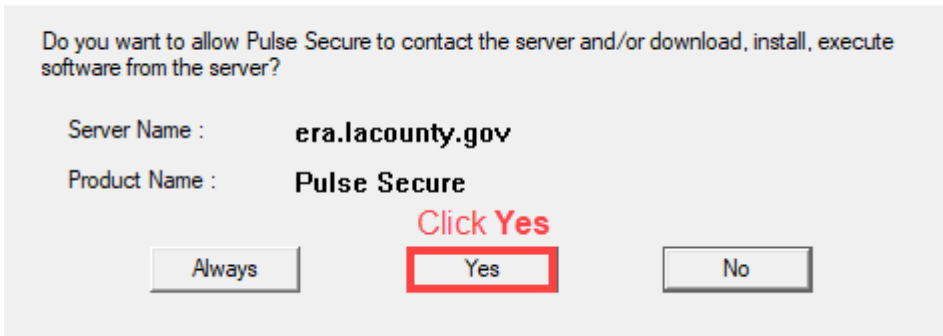 Do you want to allow Pulse Secure to contact the server and/or download, install, execute
software from the server?
Server Name : era.lacounty.gov
Product Name : Pulse Secure
Click Yes
Always Yes No